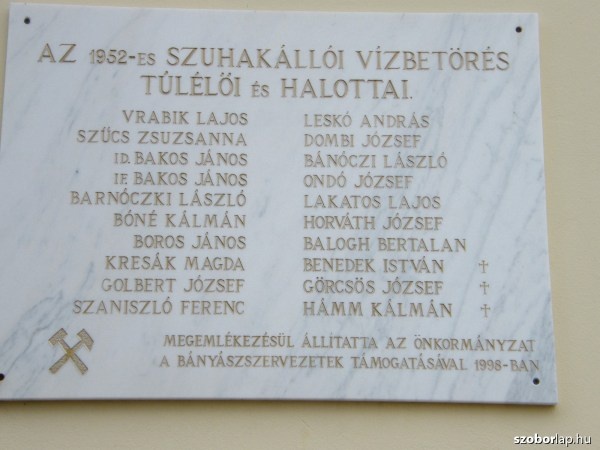 AZ 1952-ES SZUHAKÁLLÓI VÍZBETÖRÉS
TÚLÉLŐI ÉS HALOTTAI.
VRABIK LAJOS
SZŰCS ZSUZSANNA
ID. BAKOS JÁNOS
IF. BAKOS JÁNOS
BARNÓCZKI LÁSZLÓ
BÓNÉ KÁLMÁN
BOROS JÁNOS
KRESÁK MAGDA
GOLBERT JÓZSEF
SZANISZLÓ FERENC
LESKÓ ANDRÁS
DOMBI JÓZSEF
BÁNÓCZI LÁSZLÓ
ONDÓ JÓZSEF
LAKATOS LAJOS
HORVÁTH JÓZSEF
BALOGH BERTALAN
BENEDEK ISTVÁN †
GÖRCSÖS JÓZSEF †
HÁMM KÁLMÁN †
MEGEMLÉKEZÉSÜL ÁLLÍTATTA AZ ÖNKORMÁNYZAT
A BÁNYÁSZSZERVEZETEK TÁMOGATÁSÁVAL 1998-BAN
szoborlap.hu